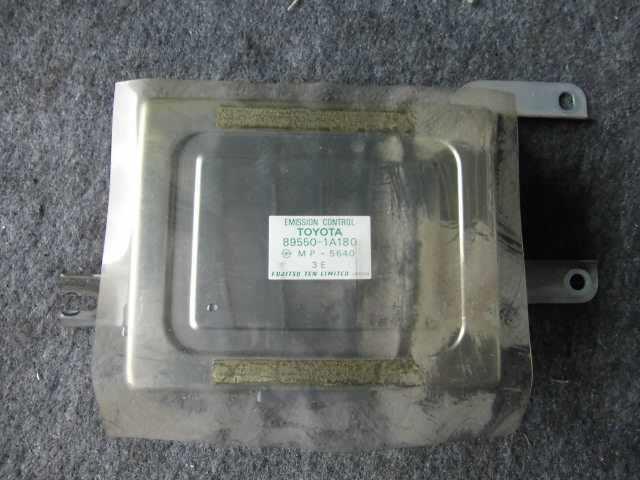 EMISSION CONTROL
TOYOTA
89560-1A180
MP-5640
3E
FUJITSU TEN LIMITED